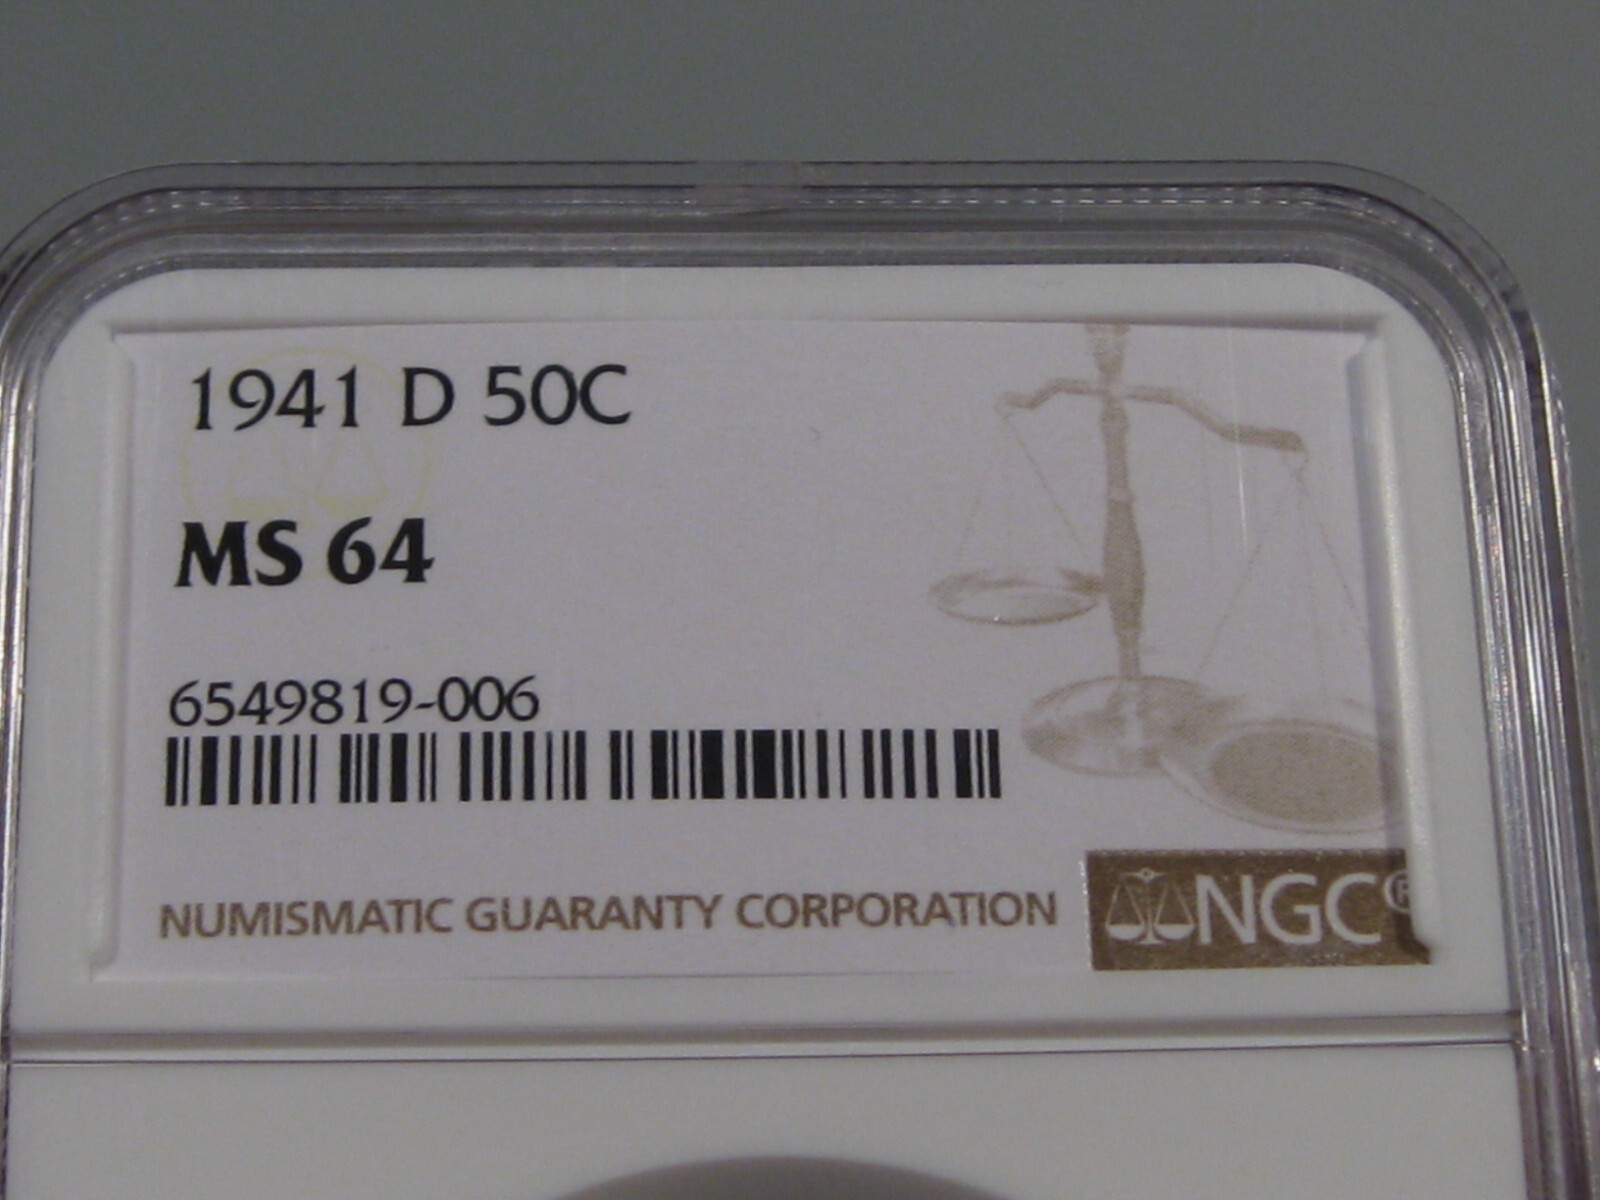 1941 D 50C
MS 64
6549819-006
NUMISMATIC GUARANTY CORPORATION
NGC®